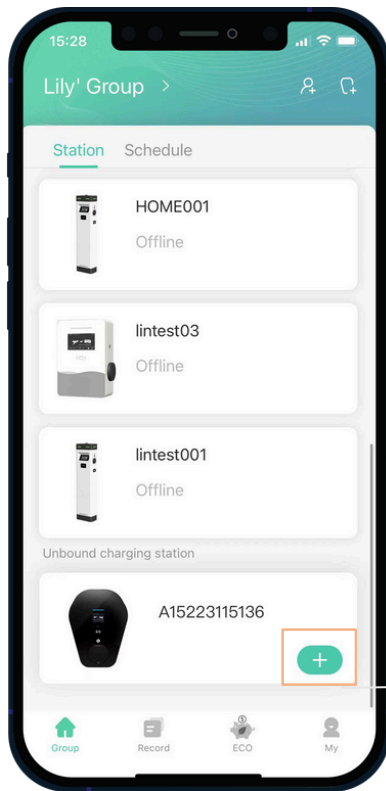 15:28
Lily' Group >
Station Schedule
HOME001
Offline
lintest03
Offline
lintest001
Offline
Unbound charging station
A15223115136
+
Group Record ECO My